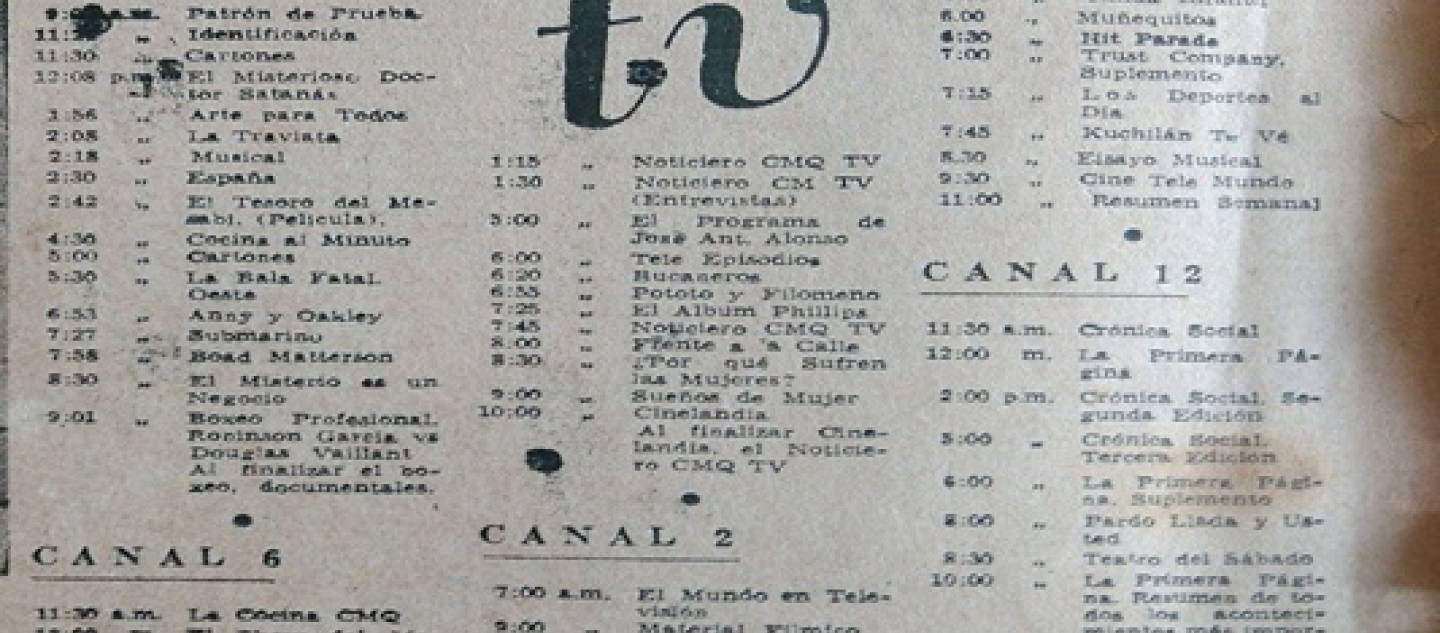 a.m. Patrón de Prueba
Identificación
11:30 „ Cartones
12:08 p.m. El Misterioso Doc-
tor Satanás
1:56 „ Arte para Todos
2:08 „ La Traviata
2:18 „ Musical
2:30 „ España
2:42 „ El Tesoro del Me-
sabi. (Película).
4:30 „ Cocina al Minuto
5:00 „ Cartones
5:30 „ La Bala Fatal.
Oeste
6:53 „ Anny y Oakley
7:27 „ Submarino
7:58 „ Boad Matterson
8:30 „ El Misterio es un
Negocio
9:01 „ Boxeo Profesional.
Robinson García vs
Douglas Vaillant
Al finalizar el bo-
xeo, documentales.
CANAL 6
11:30 a.m. La Cocina CMQ
tv
1:15 „ Noticiero CMQ TV
1:30 „ Noticiero CM TV
(Entrevistas)
5:00 „ El Programa de
José Ant. Alonso
6:00 „ Tele Episodios
6:20 „ Bucaneros
6:55 „ Pototo y Filomeno
7:25 „ El Album Phillips
7:45 „ Noticiero CMQ TV
8:00 „ Frente a 'a Calle
8:30 „ ¿Por qué Sufren
las Mujeres?
9:00 „ Sueños de Mujer
10:00 „ Cinelandia
Al finalizar Cine-
landia, el Noticie-
ro CMQ TV
CANAL 2
7:00 a.m. El Mundo en Tele-
visión
9:00 „ Material Fílmico
6.00 „ Muñequitos
6:30 „ Hit Parade
7:00 „ Trust Company,
Suplemento
7:15 „ Los Deportes al
Día
7:45 „ Kuchilán Te Vé
8.30 „ Eisayo Musical
9:30 „ Cine Tele Mundo
11:00 „ Resumen Semanal
CANAL 12
11:30 a.m. Crónica Social
12:00 m. La Primera Pá-
gina
2:00 p.m. Crónica Social. Se-
gunda Edición
5:00 „ Crónica Social.
Tercera Edición
6:00 „ La Primera Pági-
na. Suplemento
8:00 „ Pardo Llada y Us-
ted
8:30 „ Teatro del Sábado
10:00 „ La Primera Pági-
na. Resumen de to-
dos los aconteci-
mientos más impor-